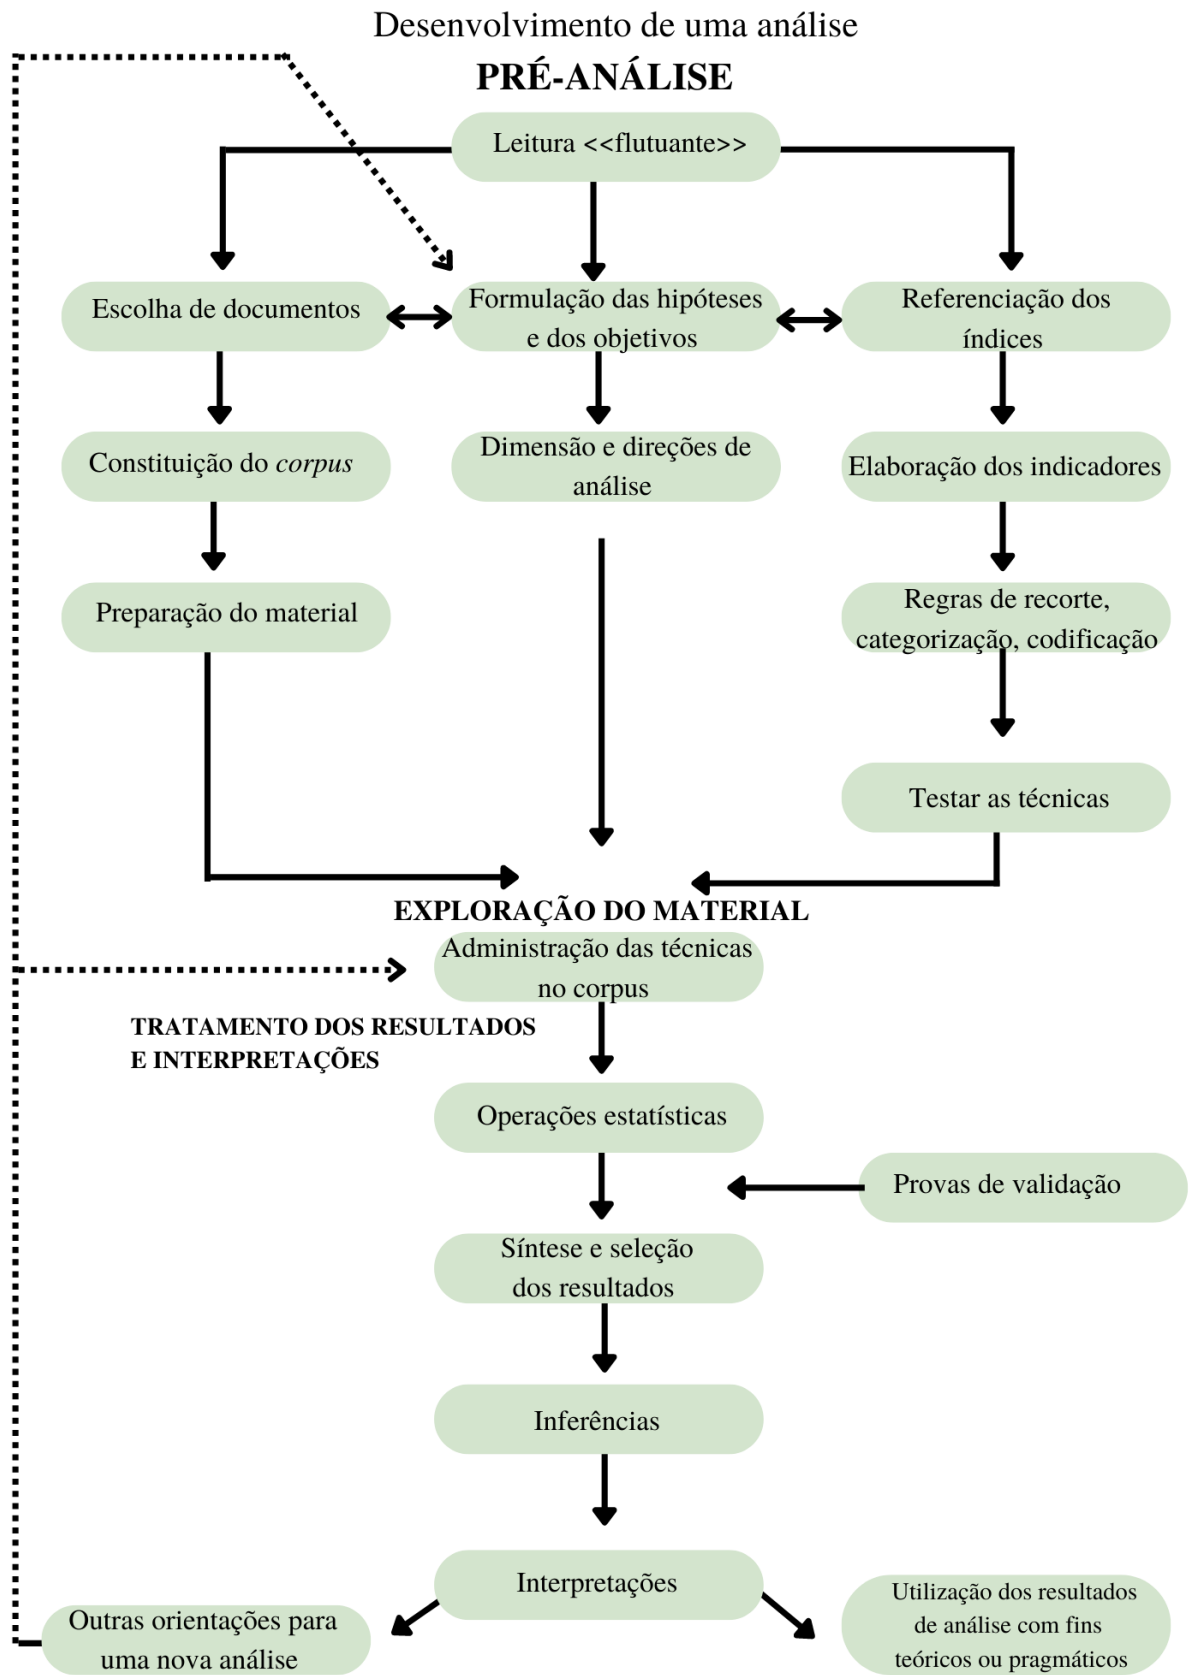 Desenvolvimento de uma análise
PRÉ-ANÁLISE
Leitura <<flutuante>>
Escolha de documentos
Formulação das hipóteses
e dos objetivos
Referenciação dos
índices
Constituição do corpus
Dimensão e direções de
análise
Elaboração dos indicadores
Preparação do material
Regras de recorte,
categorização, codificação
Testar as técnicas
EXPLORAÇÃO DO MATERIAL
Administração das técnicas
no corpus
TRATAMENTO DOS RESULTADOS
E INTERPRETAÇÕES
Operações estatísticas
Provas de validação
Síntese e seleção
dos resultados
Inferências
Interpretações
Outras orientações para
uma nova análise
Utilização dos resultados
de análise com fins
teóricos ou pragmáticos